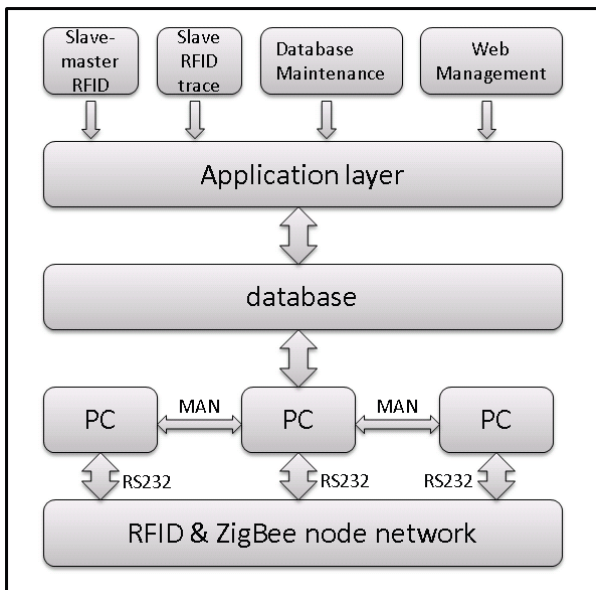 Slave-
master
RFID
Slave
RFID
trace
Database
Maintenance
Web
Management
Application layer
database
PC
MAN
PC
MAN
PC
RS232
RS232
RS232
RFID & ZigBee node network